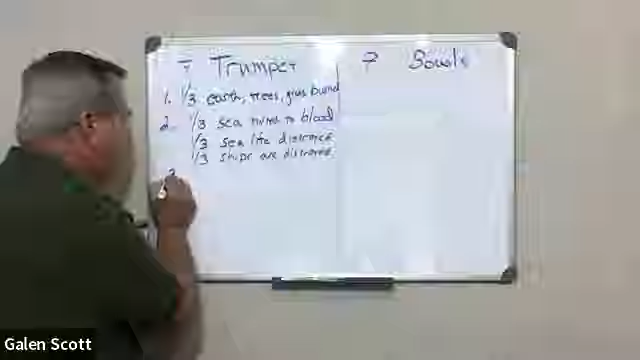 7 Trumpet 7 Bowls
1. 1/3 earth, trees, grass burned
2. 1/3 sea turns to blood
1/3 sea life destroyed
1/3 ships are destroyed
3
Galen Scott